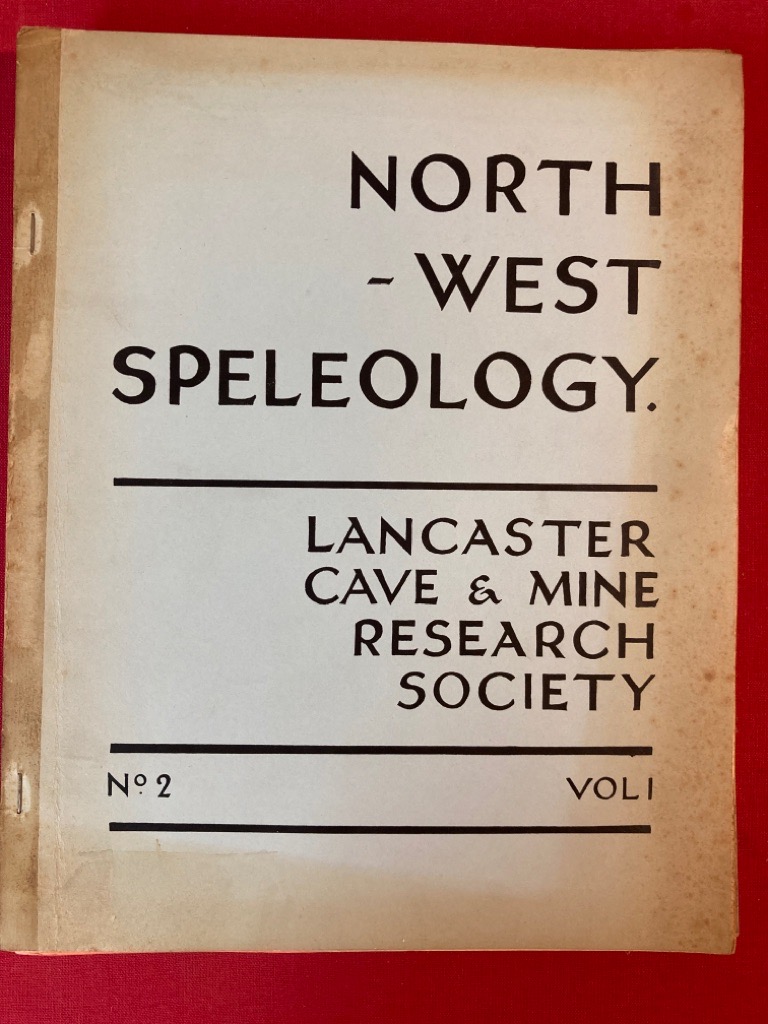 NORTH
- WEST
SPELEOLOGY.
LANCASTER
CAVE & MINE
RESEARCH
SOCIETY
Nº 2 VOL I